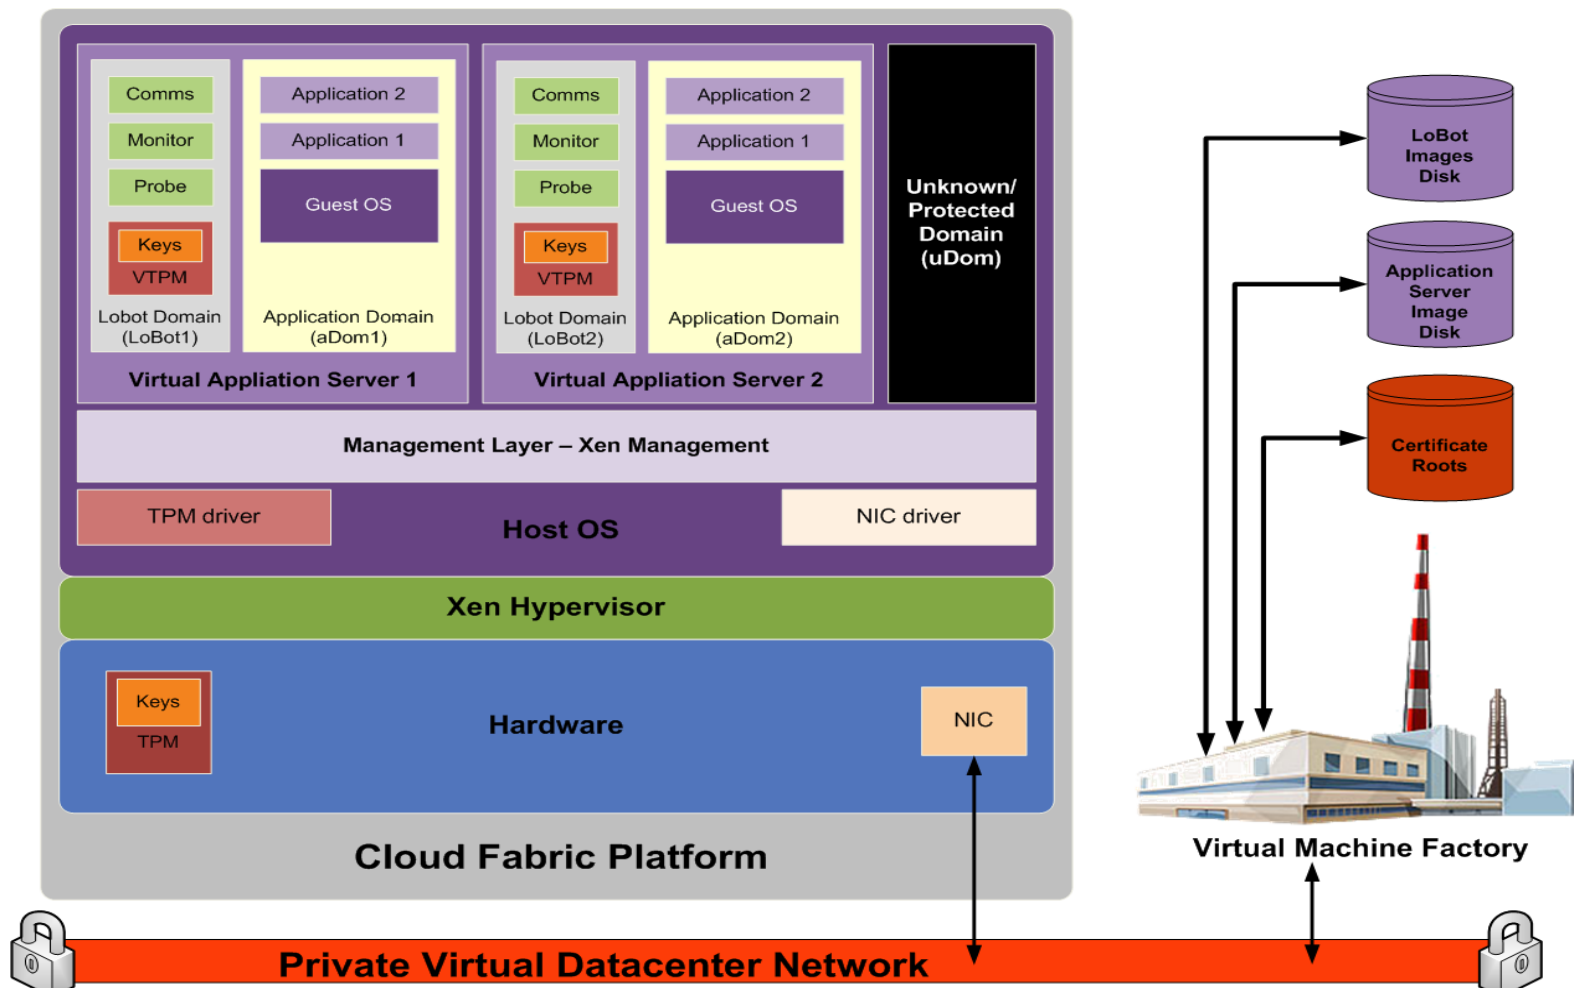 Comms
Monitor
Probe
Keys
VTPM
Lobot Domain
(LoBot1)
Application 2
Application 1
Guest OS
Application Domain
(aDom1)
Virtual Appliation Server 1
Comms
Monitor
Probe
Keys
VTPM
Lobot Domain
(LoBot2)
Application 2
Application 1
Guest OS
Application Domain
(aDom2)
Virtual Appliation Server 2
Unknown/
Protected
Domain
(uDom)
Management Layer – Xen Management
TPM driver
Host OS
NIC driver
Xen Hypervisor
Keys
TPM
Hardware
NIC
Cloud Fabric Platform
LoBot
Images
Disk
Application
Server
Image
Disk
Certificate
Roots
Virtual Machine Factory
Private Virtual Datacenter Network